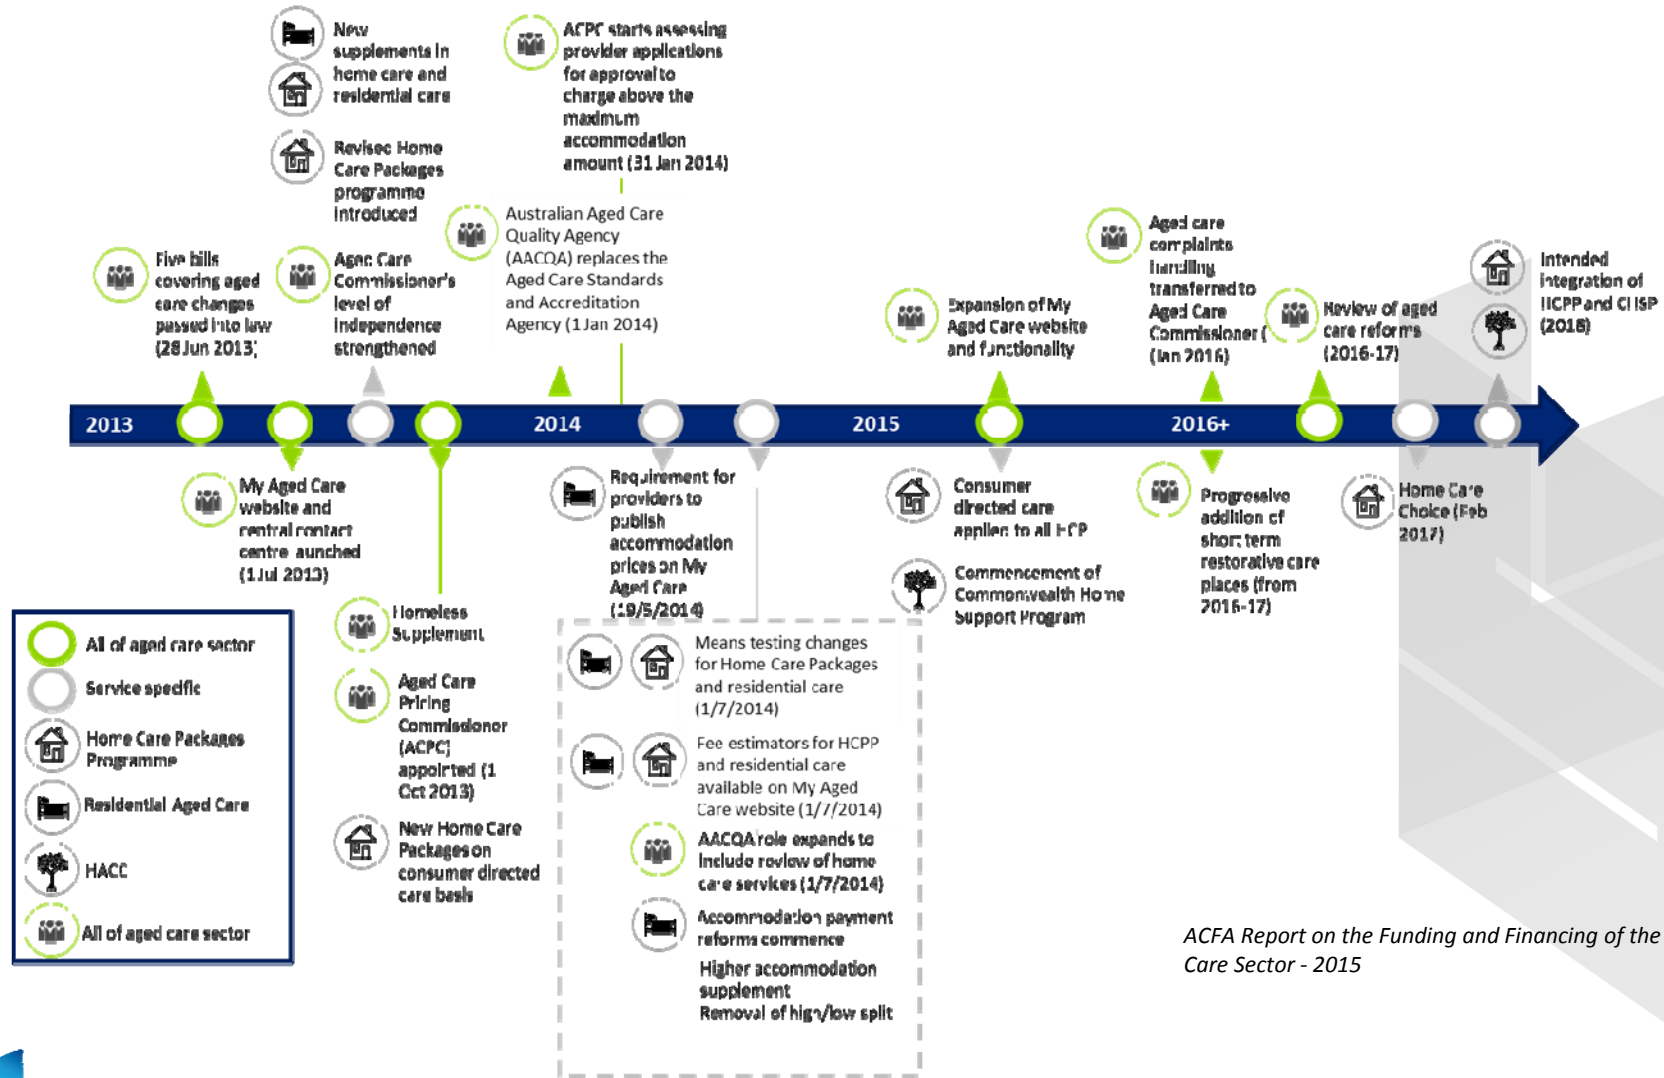 New
supplements in
home care and
residential care
Revised Home
Care Packages
programme
introduced
ACPC starts assessing
provider applications
for approval to
charge above the
maximum
accommodation
amount (31 Jan 2014)
Five bills
covering aged
care changes
passed into law
(28 Jun 2013)
Aged Care
Commissioner's
level of
independence
strengthened
Australian Aged Care
Quality Agency
(AACQA) replaces the
Aged Care Standards
and Accreditation
Agency (1 Jan 2014)
Expansion of My
Aged Care website
and functionality
Aged care
complaints
handling
transferred to
Aged Care
Commissioner (
(Jan 2016)
Review of aged
care reforms
(2016-17)
Intended
integration of
HCPP and CHSP
(2018)
2013
2014
2015
2016+
My Aged Care
website and
central contact
centre launched
(1 Jul 2013)
Homeless
Supplement
Aged Care
Pricing
Commissioner
(ACPC)
appointed (1
Oct 2013)
New Home Care
Packages on
consumer directed
care basis
Requirement for
providers to
publish
accommodation
prices on My
Aged Care
(19/5/2014)
Means testing changes
for Home Care Packages
and residential care
(1/7/2014)
Fee estimators for HCPP
and residential care
available on My Aged
Care website (1/7/2014)
AACQA role expands to
include review of home
care services (1/7/2014)
Accommodation payment
reforms commence
Higher accommodation
supplement
Removal of high/low split
Consumer
directed care
applied to all HCP
Commencement of
Commonwealth Home
Support Program
Progressive
addition of
short term
restorative care
places (from
2016-17)
Home Care
Choice (Feb
2017)
All of aged care sector
Service specific
Home Care Packages
Programme
Residential Aged Care
HACC
All of aged care sector
ACFA Report on the Funding and Financing of the
Care Sector - 2015